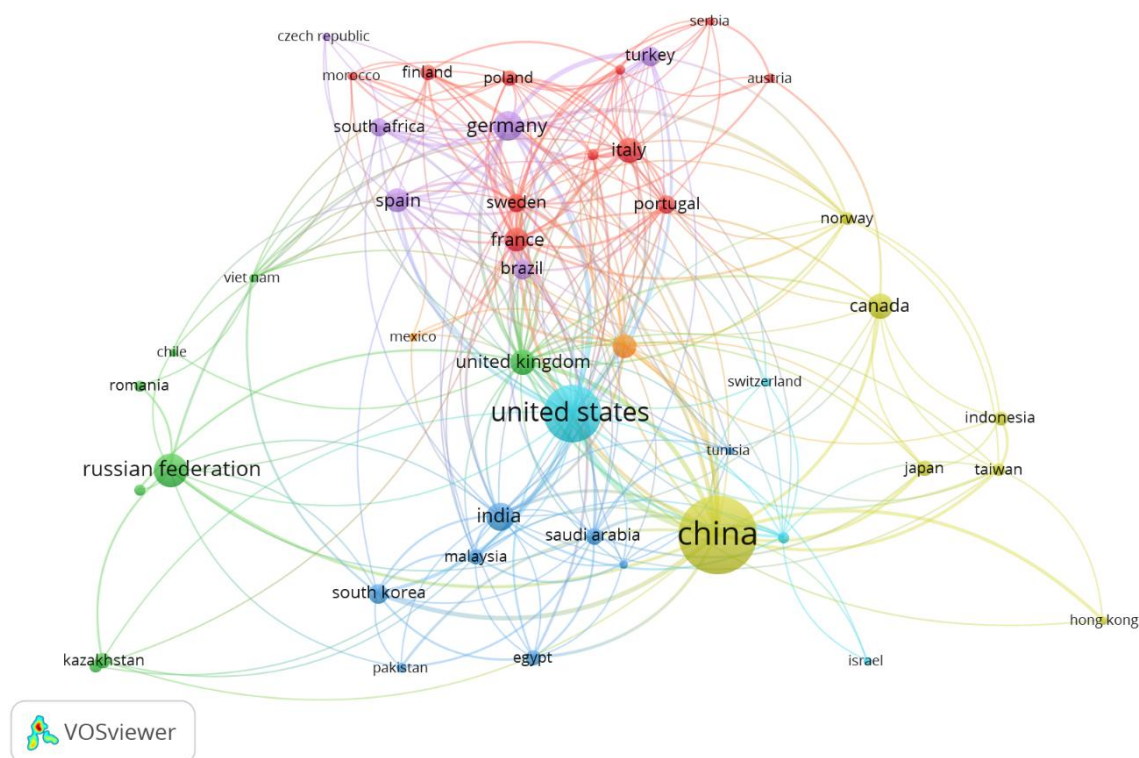 serbia
czech republic
turkey
morocco
finland
poland
austria
south africa
germany
italy
spain
sweden
portugal
norway
france
brazil
viet nam
canada
mexico
chile
united kingdom
switzerland
romania
united states
indonesia
tunisia
russian federation
japan
taiwan
india
saudi arabia
china
malaysia
south korea
hong kong
kazakhstan
pakistan
egypt
israel
VOSviewer